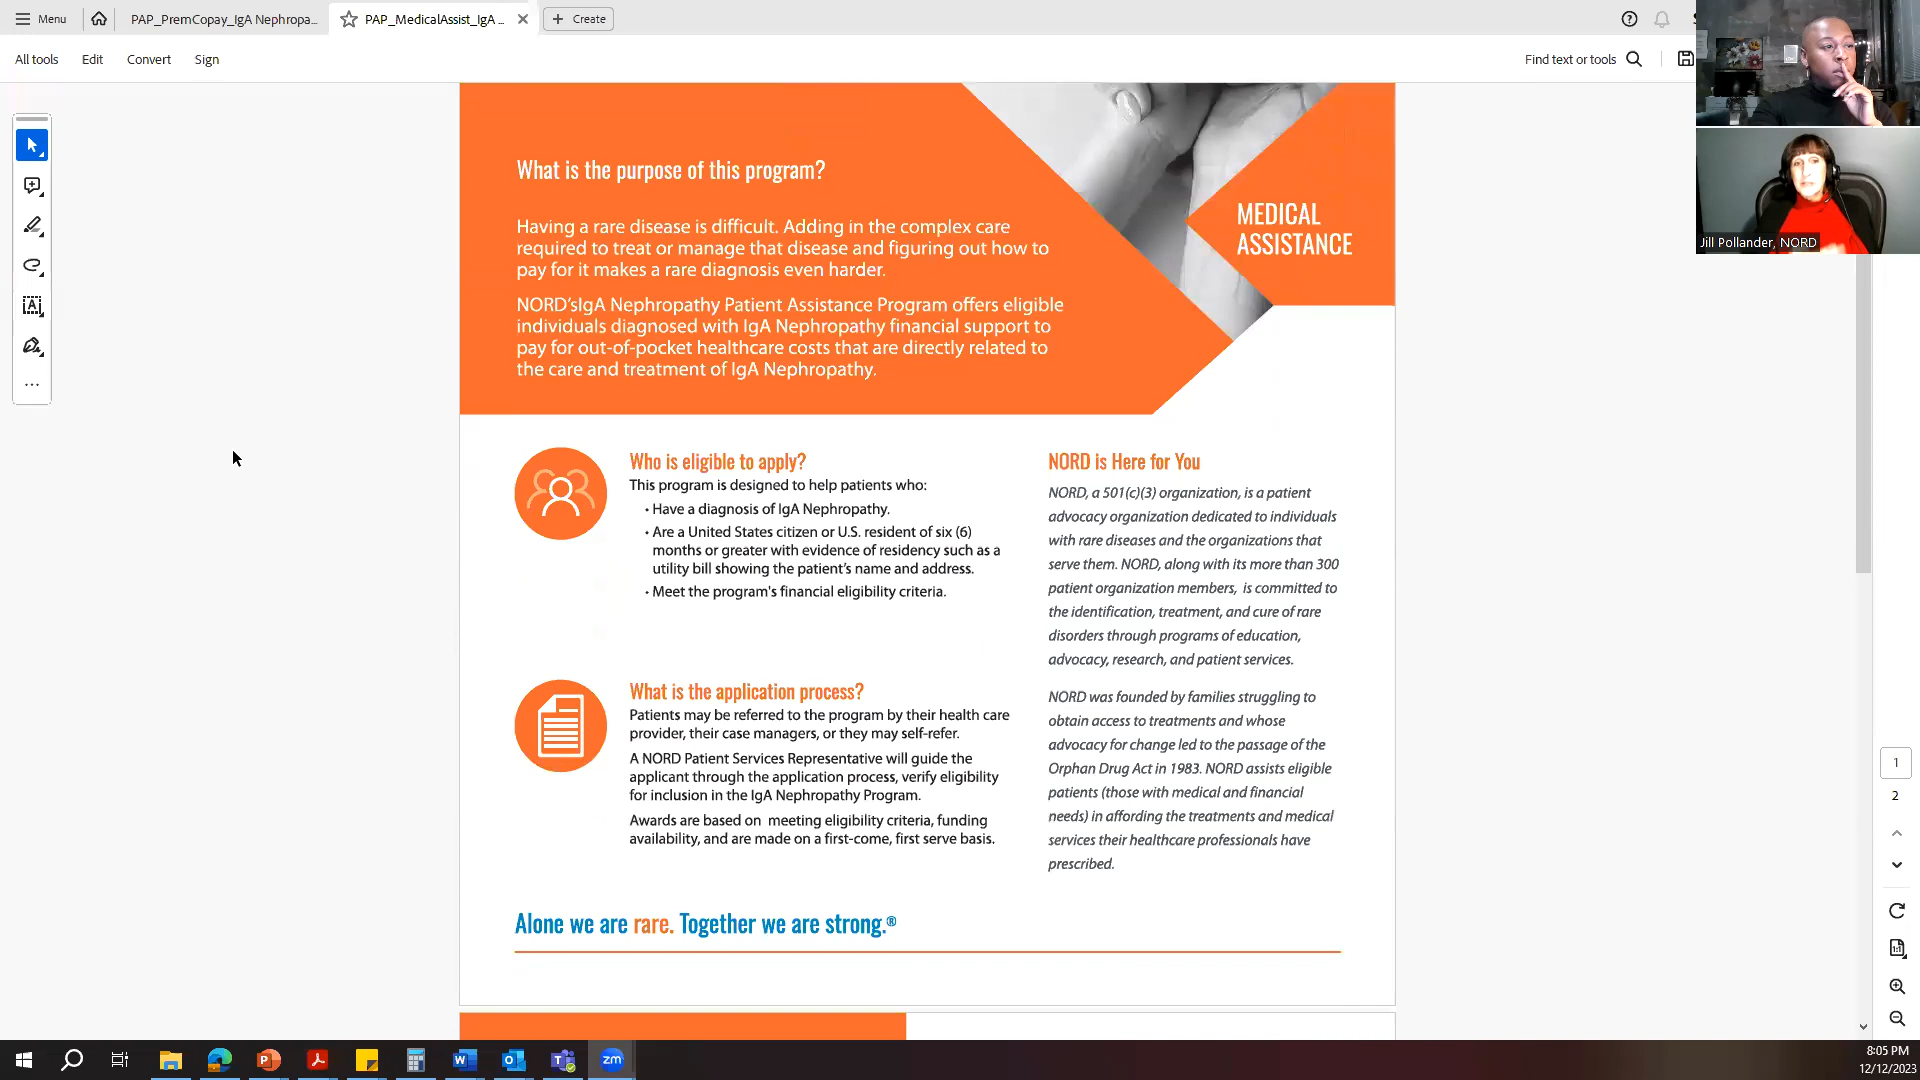 Menu
PAP_PremCopay_IgA Nephropa...
PAP_MedicalAssist_IgA ...
Create
All tools
Edit
Convert
Sign
Find text or tools
What is the purpose of this program?
Having a rare disease is difficult. Adding in the complex care
required to treat or manage that disease and figuring out how to
pay for it makes a rare diagnosis even harder.
NORD'sIgA Nephropathy Patient Assistance Program offers eligible
individuals diagnosed with IgA Nephropathy financial support to
pay for out-of-pocket healthcare costs that are directly related to
the care and treatment of IgA Nephropathy.
MEDICAL
ASSISTANCE
Jill Pollander, NORD
Who is eligible to apply?
This program is designed to help patients who:
• Have a diagnosis of IgA Nephropathy.
• Are a United States citizen or U.S. resident of six (6)
months or greater with evidence of residency such as a
utility bill showing the patient's name and address.
• Meet the program's financial eligibility criteria.
What is the application process?
Patients may be referred to the program by their health care
provider, their case managers, or they may self-refer.
A NORD Patient Services Representative will guide the
applicant through the application process, verify eligibility
for inclusion in the IgA Nephropathy Program.
Awards are based on meeting eligibility criteria, funding
availability, and are made on a first-come, first serve basis.
NORD is Here for You
NORD, a 501(c)(3) organization, is a patient
advocacy organization dedicated to individuals
with rare diseases and the organizations that
serve them. NORD, along with its more than 300
patient organization members, is committed to
the identification, treatment, and cure of rare
disorders through programs of education,
advocacy, research, and patient services.
NORD was founded by families struggling to
obtain access to treatments and whose
advocacy for change led to the passage of the
Orphan Drug Act in 1983. NORD assists eligible
patients (those with medical and financial
needs) in affording the treatments and medical
services their healthcare professionals have
prescribed.
Alone we are rare. Together we are strong.®
1
2
8:05 PM
12/12/2023